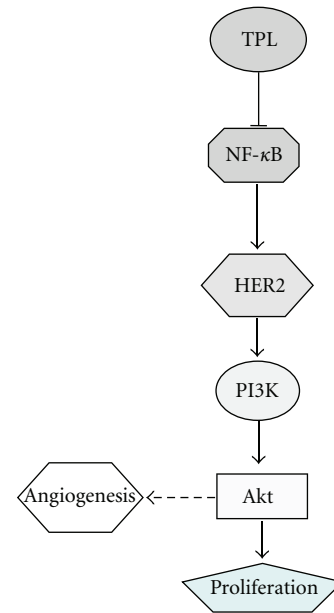 TPL
NF-κB
HER2
PI3K
Angiogenesis
Akt
Proliferation